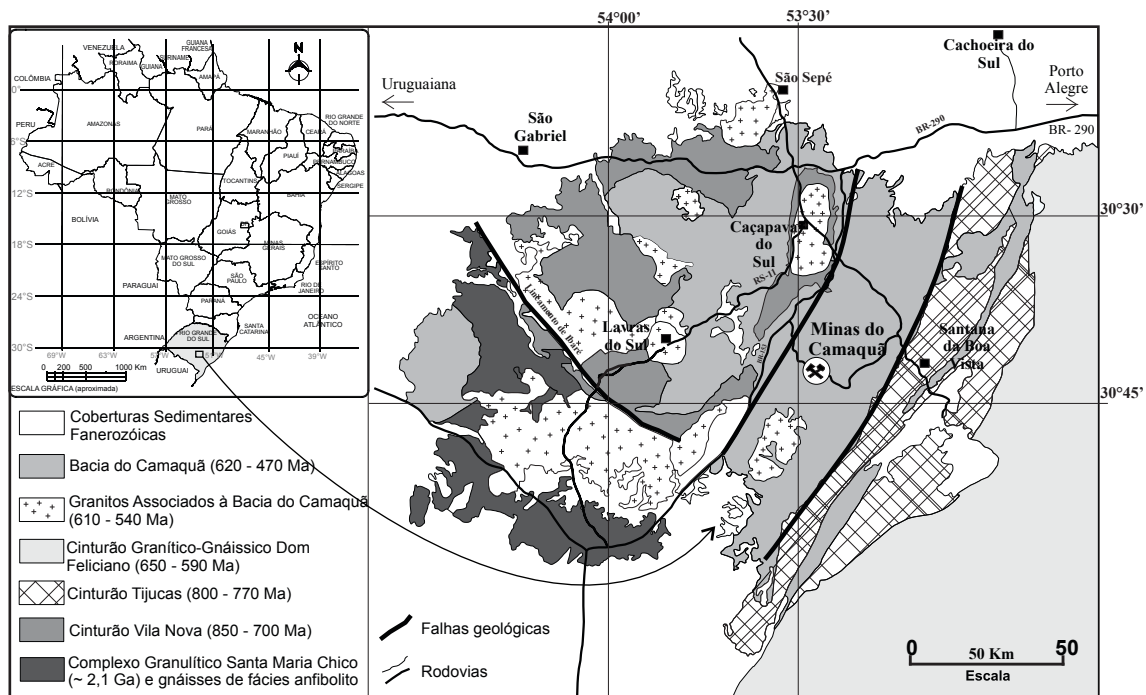 N
VENEZUELA
GUIANA
FRANCESA
SURINAME
GUIANA
RORAIMA
COLÔMBIA
AMAPÁ
0°
PERU
AMAZONAS
PARÁ
MARANHÃO
CEARÁ
RIO GRANDE
DO NORTE
6°S
PIAUÍ
PERNAMBUCO
ACRE
ALAGOAS
SERGIPE
TOCANTINS
RONDÔNIA
12°S
MATO
GROSSO
BAHIA
BOLÍVIA
GOIÁS
18°S
MINAS
GERAIS
MATO GROSSO
DO SUL
ESPÍRITO
SANTO
SÃO
PAULO
RIO DE
JANEIRO
PARAGUAI
24°S
PARANÁ
OCEANO
ATLÂNTICO
SANTA
CATARINA
ARGENTINA
RIO GRANDE
DO SUL
30°S
69°W 63°W 45°W 39°W
0 200 500 1000 Km
URUGUAI
ESCALA GRÁFICA (aproximada)
Coberturas Sedimentares
Fanerozóicas
Bacia do Camaquã (620 - 470 Ma)
Granitos Associados à Bacia do Camaquã
(610 - 540 Ma)
Cinturão Granítico-Gnáissico Dom
Feliciano (650 - 590 Ma)
Cinturão Tijucas (800 - 770 Ma)
Cinturão Vila Nova (850 - 700 Ma)
Complexo Granulítico Santa Maria Chico
(~ 2,1 Ga) e gnáisses de fácies anfibolito
54°00'
53°30'
Cachoeira do
Sul
Uruguaiana
São Sepé
Porto
Alegre
São
Gabriel
BR-290
BR- 290
30°30'
Caçapava
do
Sul
RS-11
Lineamento de Ibaré
Lavras
do Sul
Minas do
Camaquã
Santana
da Boa
Vista
BR-153
30°45'
Falhas geológicas
Rodovias
0 50 Km 50
Escala